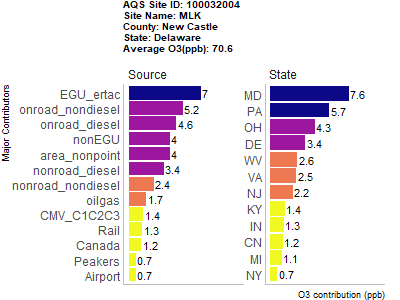 AQS Site ID: 100032004
Site Name: MLK
County: New Castle
State: Delaware
Average O3(ppb): 70.6
Major Contributors
Source
EGU_ertac 7
onroad_nondiesel 5.2
onroad_diesel 4.6
nonEGU 4
area_nonpoint 4
nonroad_diesel 3.4
nonroad_nondiesel 2.4
oilgas 1.7
CMV_C1C2C3 1.4
Rail 1.3
Canada 1.2
Peakers 0.7
Airport 0.7
State
MD 7.6
PA 5.7
OH 4.3
DE 3.4
WV 2.6
VA 2.5
NJ 2.2
KY 1.4
IN 1.3
CN 1.2
MI 1.1
NY 0.7
O3 contribution (ppb)